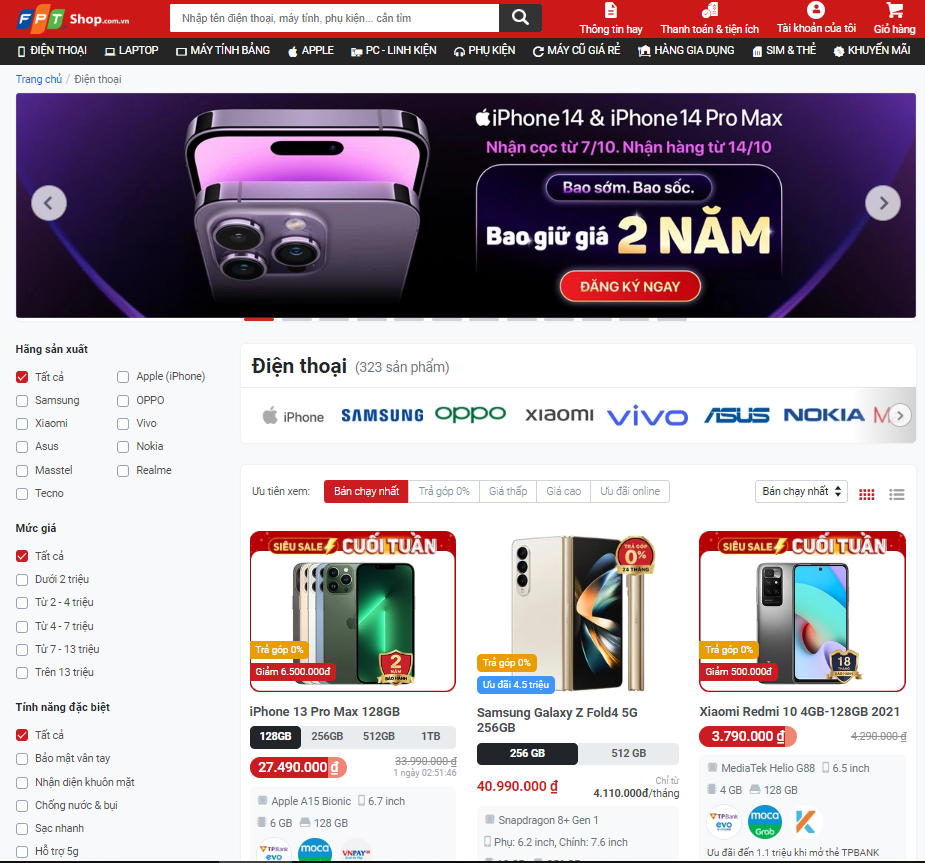 FPT Shop.com.vn
Nhập tên điện thoại, máy tính, phụ kiện... cần tìm
Thông tin hay
Thanh toán & tiện ích
Tài khoản của tôi
Giỏ hàng
ĐIỆN THOẠI LAPTOP MÁY TÍNH BẢNG APPLE PC - LINH KIỆN PHỤ KIỆN MÁY CŨ GIÁ RẺ HÀNG GIA DỤNG SIM & THẺ KHUYẾN MÃI
Trang chủ / Điện thoại
iPhone 14 & iPhone 14 Pro Max
Nhận cọc từ 7/10. Nhận hàng từ 14/10
Bao sớm. Bao sốc.
Bao giữ giá 2 NĂM
ĐĂNG KÝ NGAY
Hãng sản xuất
Tất cả Apple (iPhone)
Samsung OPPO
Xiaomi Vivo
Asus Nokia
Masstel Realme
Tecno
Mức giá
Tất cả
Dưới 2 triệu
Từ 2 - 4 triệu
Từ 4 - 7 triệu
Từ 7 - 13 triệu
Trên 13 triệu
Tính năng đặc biệt
Tất cả
Bảo mật vân tay
Nhận diện khuôn mặt
Chống nước & bụi
Sạc nhanh
Hỗ trợ 5g
Điện thoại (323 sản phẩm)
iPhone SAMSUNG oppo xiaomi vivo ASUS NOKIA M
Ưu tiên xem: Bán chạy nhất Trả góp 0% Giá thấp Giá cao Ưu đãi online Bán chạy nhất
SIÊU SALE CUỐI TUẦN
Trả góp 0%
Giảm 6.500.000đ
2 NĂM BẢO HÀNH
iPhone 13 Pro Max 128GB
128GB 256GB 512GB 1TB
27.490.000 ₫ 33.990.000 ₫
1 ngày 02:51:46
Apple A15 Bionic 6.7 inch
6 GB 128 GB
TPBank evo moca VNPAY
TRẢ GÓP 0% 24 THÁNG
Trả góp 0%
Ưu đãi 4.5 triệu
Samsung Galaxy Z Fold4 5G
256GB
256 GB 512 GB
40.990.000 ₫ Chỉ từ
4.110.000đ/tháng
Snapdragon 8+ Gen 1
Phụ: 6.2 inch, Chính: 7.6 inch
SIÊU SALE CUỐI TUẦN
Trả góp 0%
Giảm 500.000đ
18 THÁNG BẢO HÀNH
Xiaomi Redmi 10 4GB-128GB 2021
3.790.000 ₫ 4.290.000 ₫
MediaTek Helio G88 6.5 inch
4 GB 128 GB
TPBank evo moca Grab K
Ưu đãi đến 1.1 triệu khi mở thẻ TPBANK